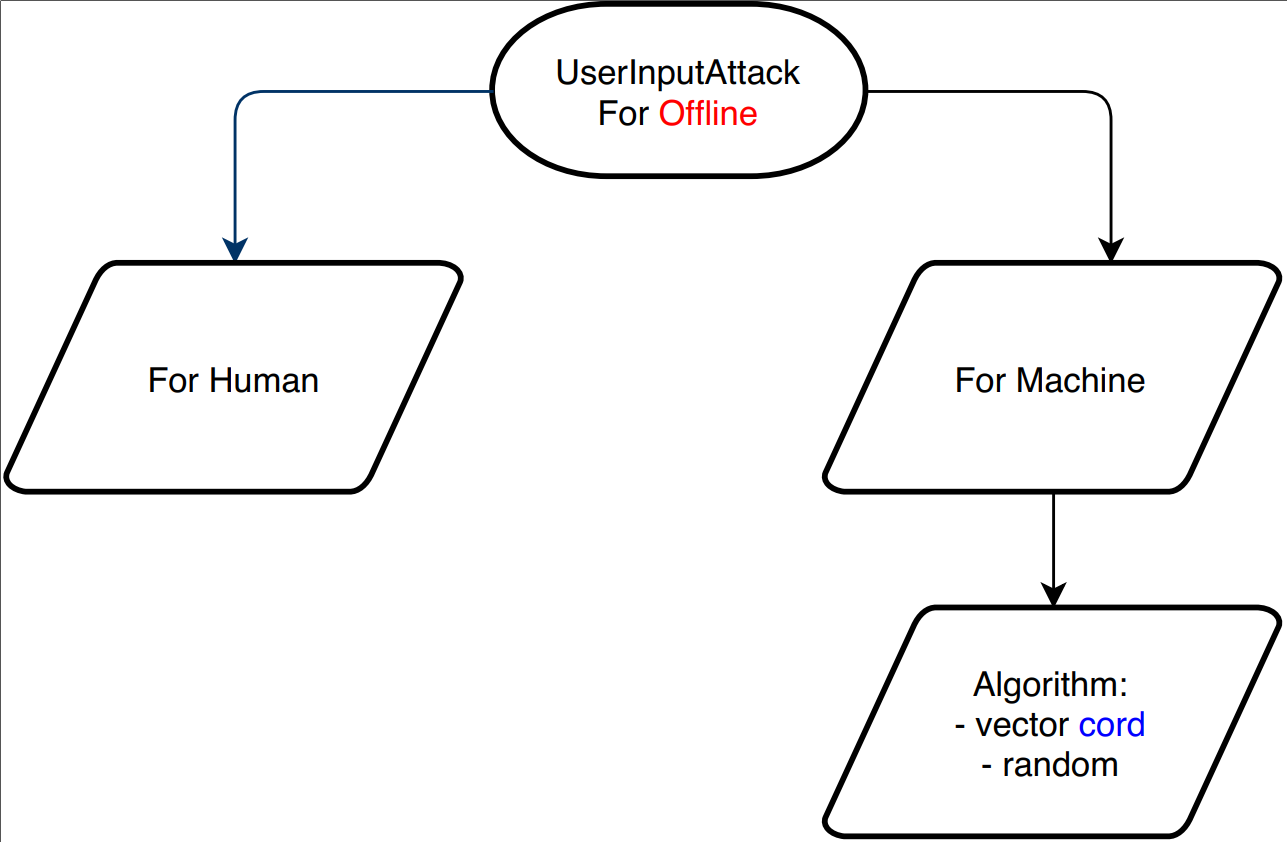 UserInputAttack
For Offline
For Human
For Machine
Algorithm:
- vector cord
- random